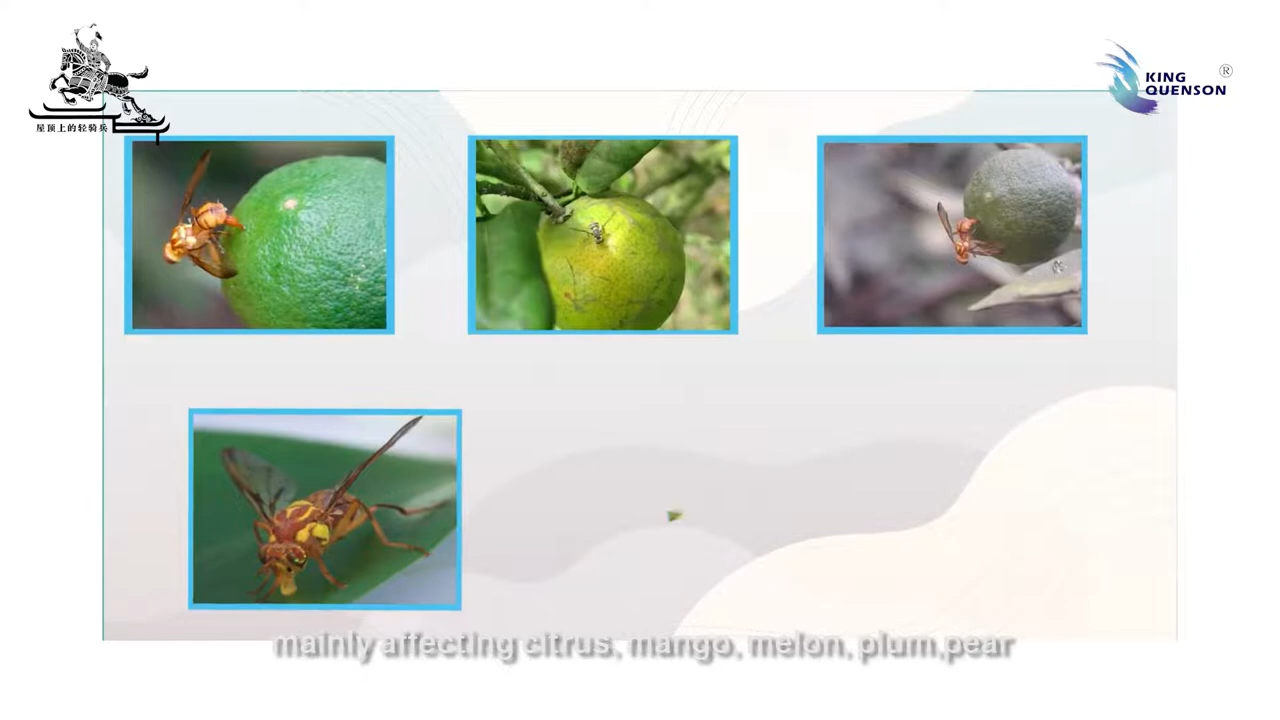 屋顶上的轻骑兵
KING
QUENSON
®
mainly affecting citrus, mango, melon, plum,pear